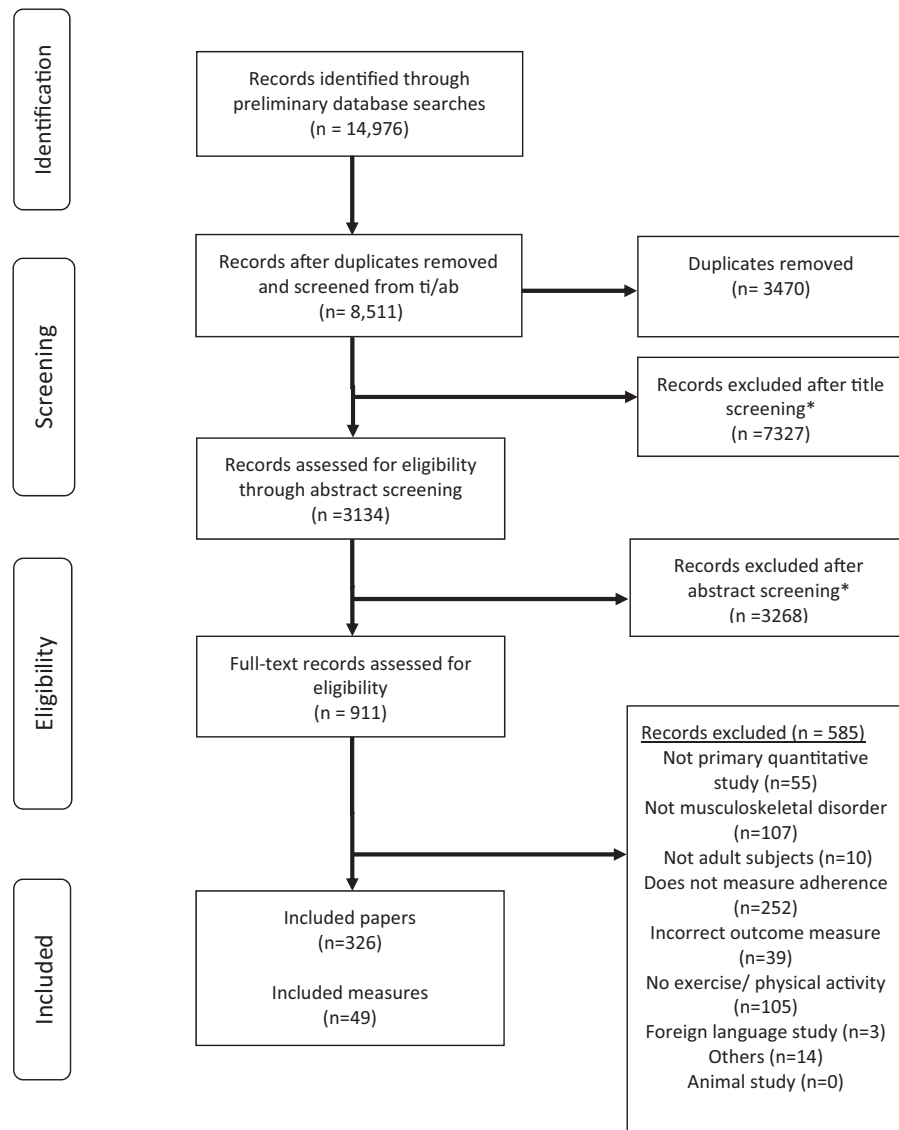 Identification
Records identified through
preliminary database searches
(n = 14,976)
Screening
Records after duplicates removed
and screened from ti/ab
(n= 8,511)
Duplicates removed
(n= 3470)
Records excluded after title
screening*
(n =7327)
Records assessed for eligibility
through abstract screening
(n =3134)
Records excluded after
abstract screening*
(n =3268)
Eligibility
Full-text records assessed for
eligibility
(n = 911)
Records excluded (n = 585)
Not primary quantitative
study (n=55)
Not musculoskeletal disorder
(n=107)
Not adult subjects (n=10)
Does not measure adherence
(n=252)
Incorrect outcome measure
(n=39)
No exercise/ physical activity
(n=105)
Foreign language study (n=3)
Others (n=14)
Animal study (n=0)
Included
Included papers
(n=326)
Included measures
(n=49)